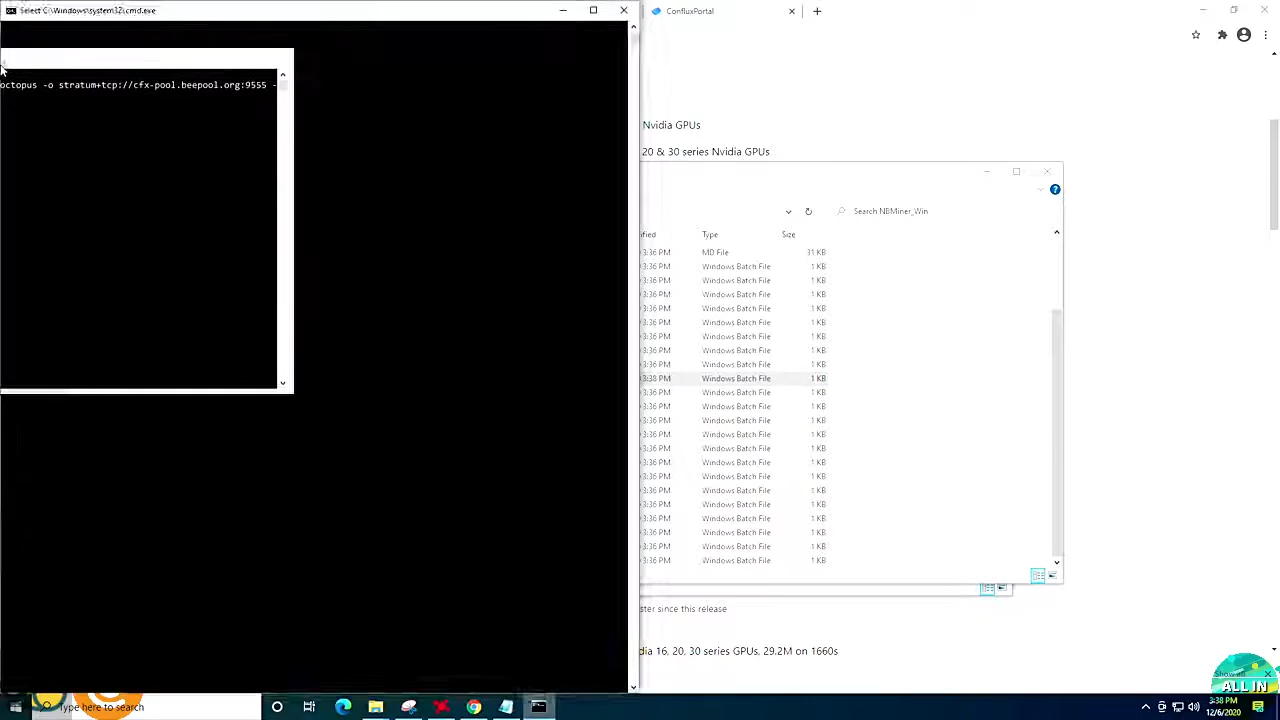 Select C:\Windows\system32\cmd.exe
ConfluxPortal
octopus -o stratum+tcp://cfx-pool.beepool.org:9555 -
Nvidia GPUs
20 & 30 series Nvidia GPUs
Search NBMiner_Win
ified Type Size
3:36 PM MD File 31 KB
3:36 PM Windows Batch File 1 KB
3:36 PM Windows Batch File 1 KB
3:36 PM Windows Batch File 1 KB
3:36 PM Windows Batch File 1 KB
3:36 PM Windows Batch File 1 KB
3:36 PM Windows Batch File 1 KB
3:36 PM Windows Batch File 1 KB
3:36 PM Windows Batch File 1 KB
3:38 PM Windows Batch File 1 KB
3:36 PM Windows Batch File 1 KB
3:36 PM Windows Batch File 1 KB
3:36 PM Windows Batch File 1 KB
3:36 PM Windows Batch File 1 KB
3:36 PM Windows Batch File 1 KB
3:36 PM Windows Batch File 1 KB
3:36 PM Windows Batch File 1 KB
3:36 PM Windows Batch File 1 KB
3:36 PM Windows Batch File 1 KB
3:36 PM Windows Batch File 1 KB
3:36 PM Windows Batch File 1 KB
3:36 PM Windows Batch File 1 KB
3:36 PM Windows Batch File 1 KB
ster since this release
dia 16, 20, 30 series GPUs, 29.2M on 1660s
Show all
ALL IN
Type here to search
3:38 PM
12/6/2020